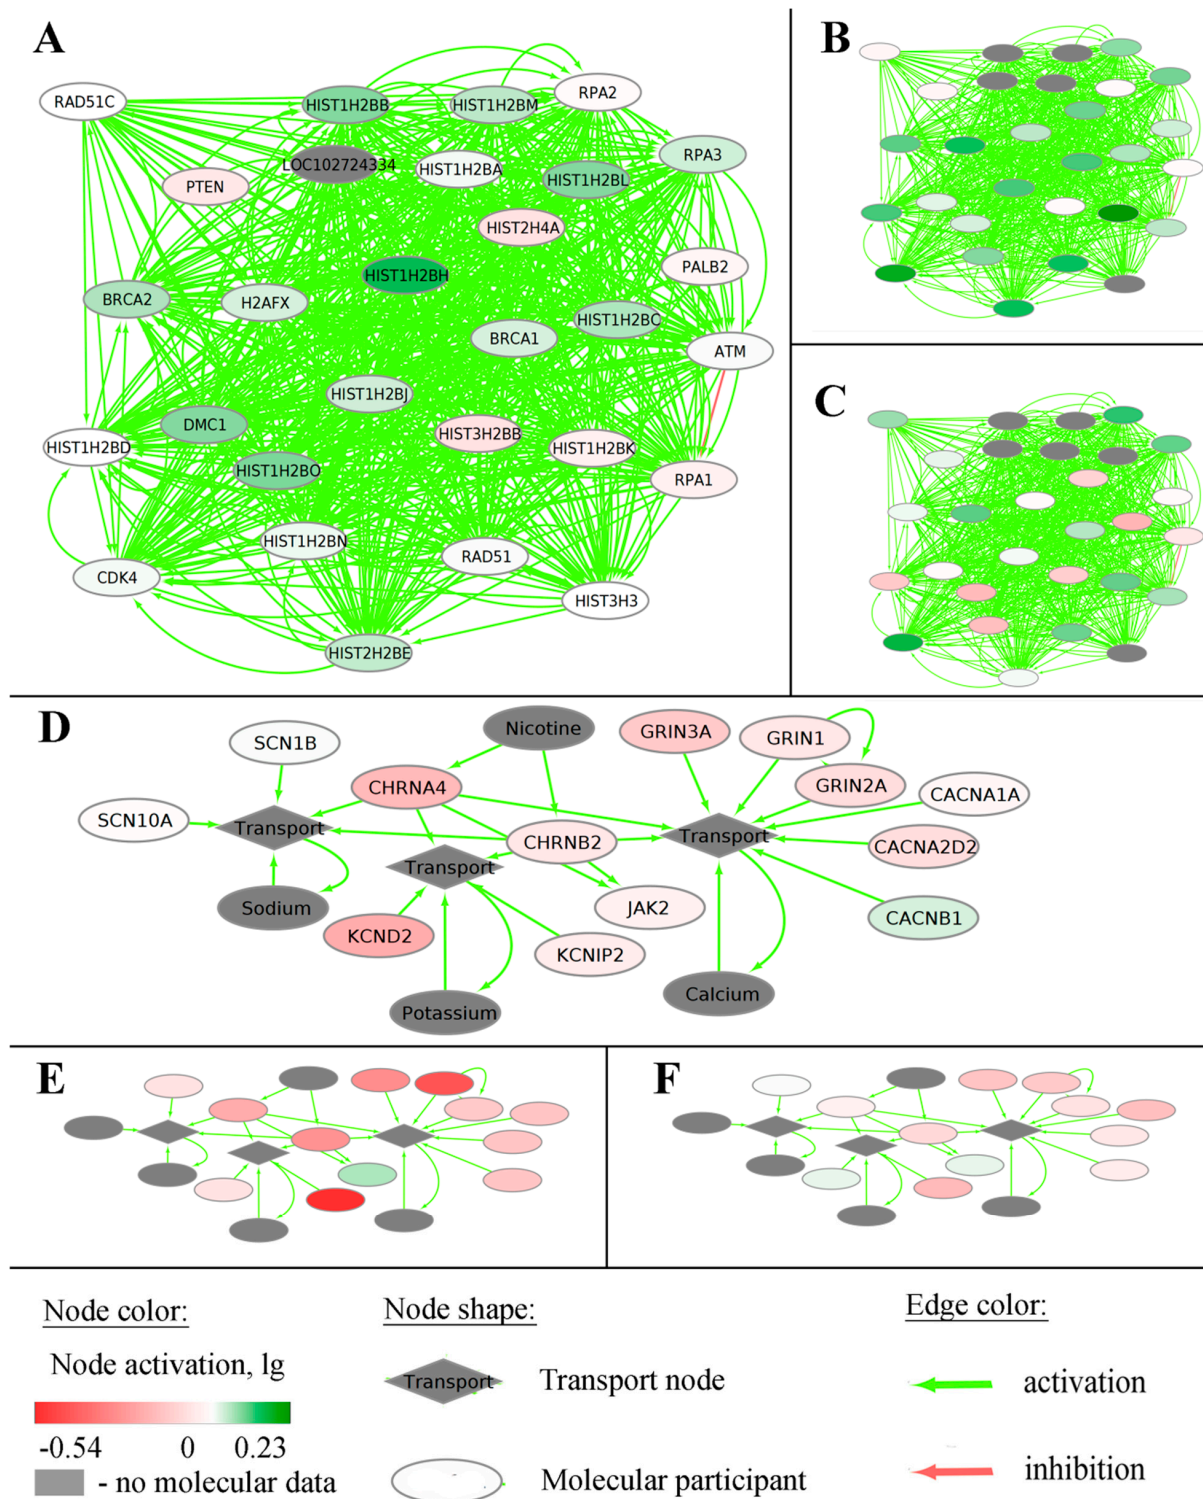 A
RAD51C
HIST1H2BB
HIST1H2BM
RPA2
LOC102724334
HIST1H2BA
RPA3
PTEN
HIST1H2BL
HIST2H4A
HIST1H2BH
PALB2
BRCA2
H2AFX
HIST1H2BC
BRCA1
ATM
HIST1H2BJ
DMC1
HIST3H2BB
HIST1H2BD
HIST1H2BK
HIST1H2BO
RPA1
HIST1H2BN
RAD51
CDK4
HIST3H3
HIST2H2BE
B
C
D
SCN1B
Nicotine
GRIN3A
GRIN1
CHRNA4
GRIN2A
CACNA1A
SCN10A
Transport
CHRNB2
Transport
CACNA2D2
Transport
Sodium
JAK2
CACNB1
KCND2
KCNIP2
Calcium
Potassium
E
F
Node color:
Node activation, lg
-0.54 0 0.23
- no molecular data
Node shape:
Transport
Transport node
Molecular participant
Edge color:
activation
inhibition